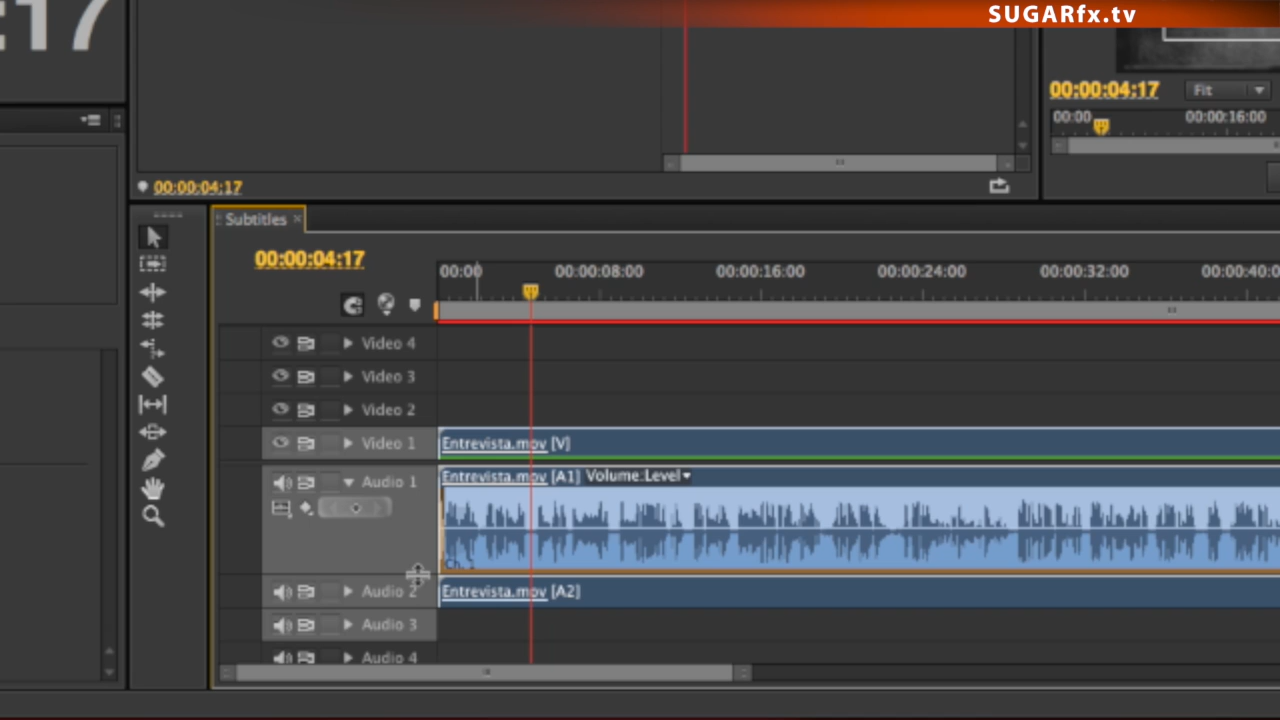 :17
SUGARfx.tv
00:00:04:17
Fit
00:00
00:00:16:00
00:00:04:17
Subtitles
00:00:04:17
00:00
00:00:08:00
00:00:16:00
00:00:24:00
00:00:32:00
00:00:40:0
Video 4
Video 3
Video 2
Video 1
Entrevista.mov [V]
Audio 1
Entrevista.mov [A1] Volume:Level
Ch. 1
Audio 2
Entrevista.mov [A2]
Audio 3
Audio 4